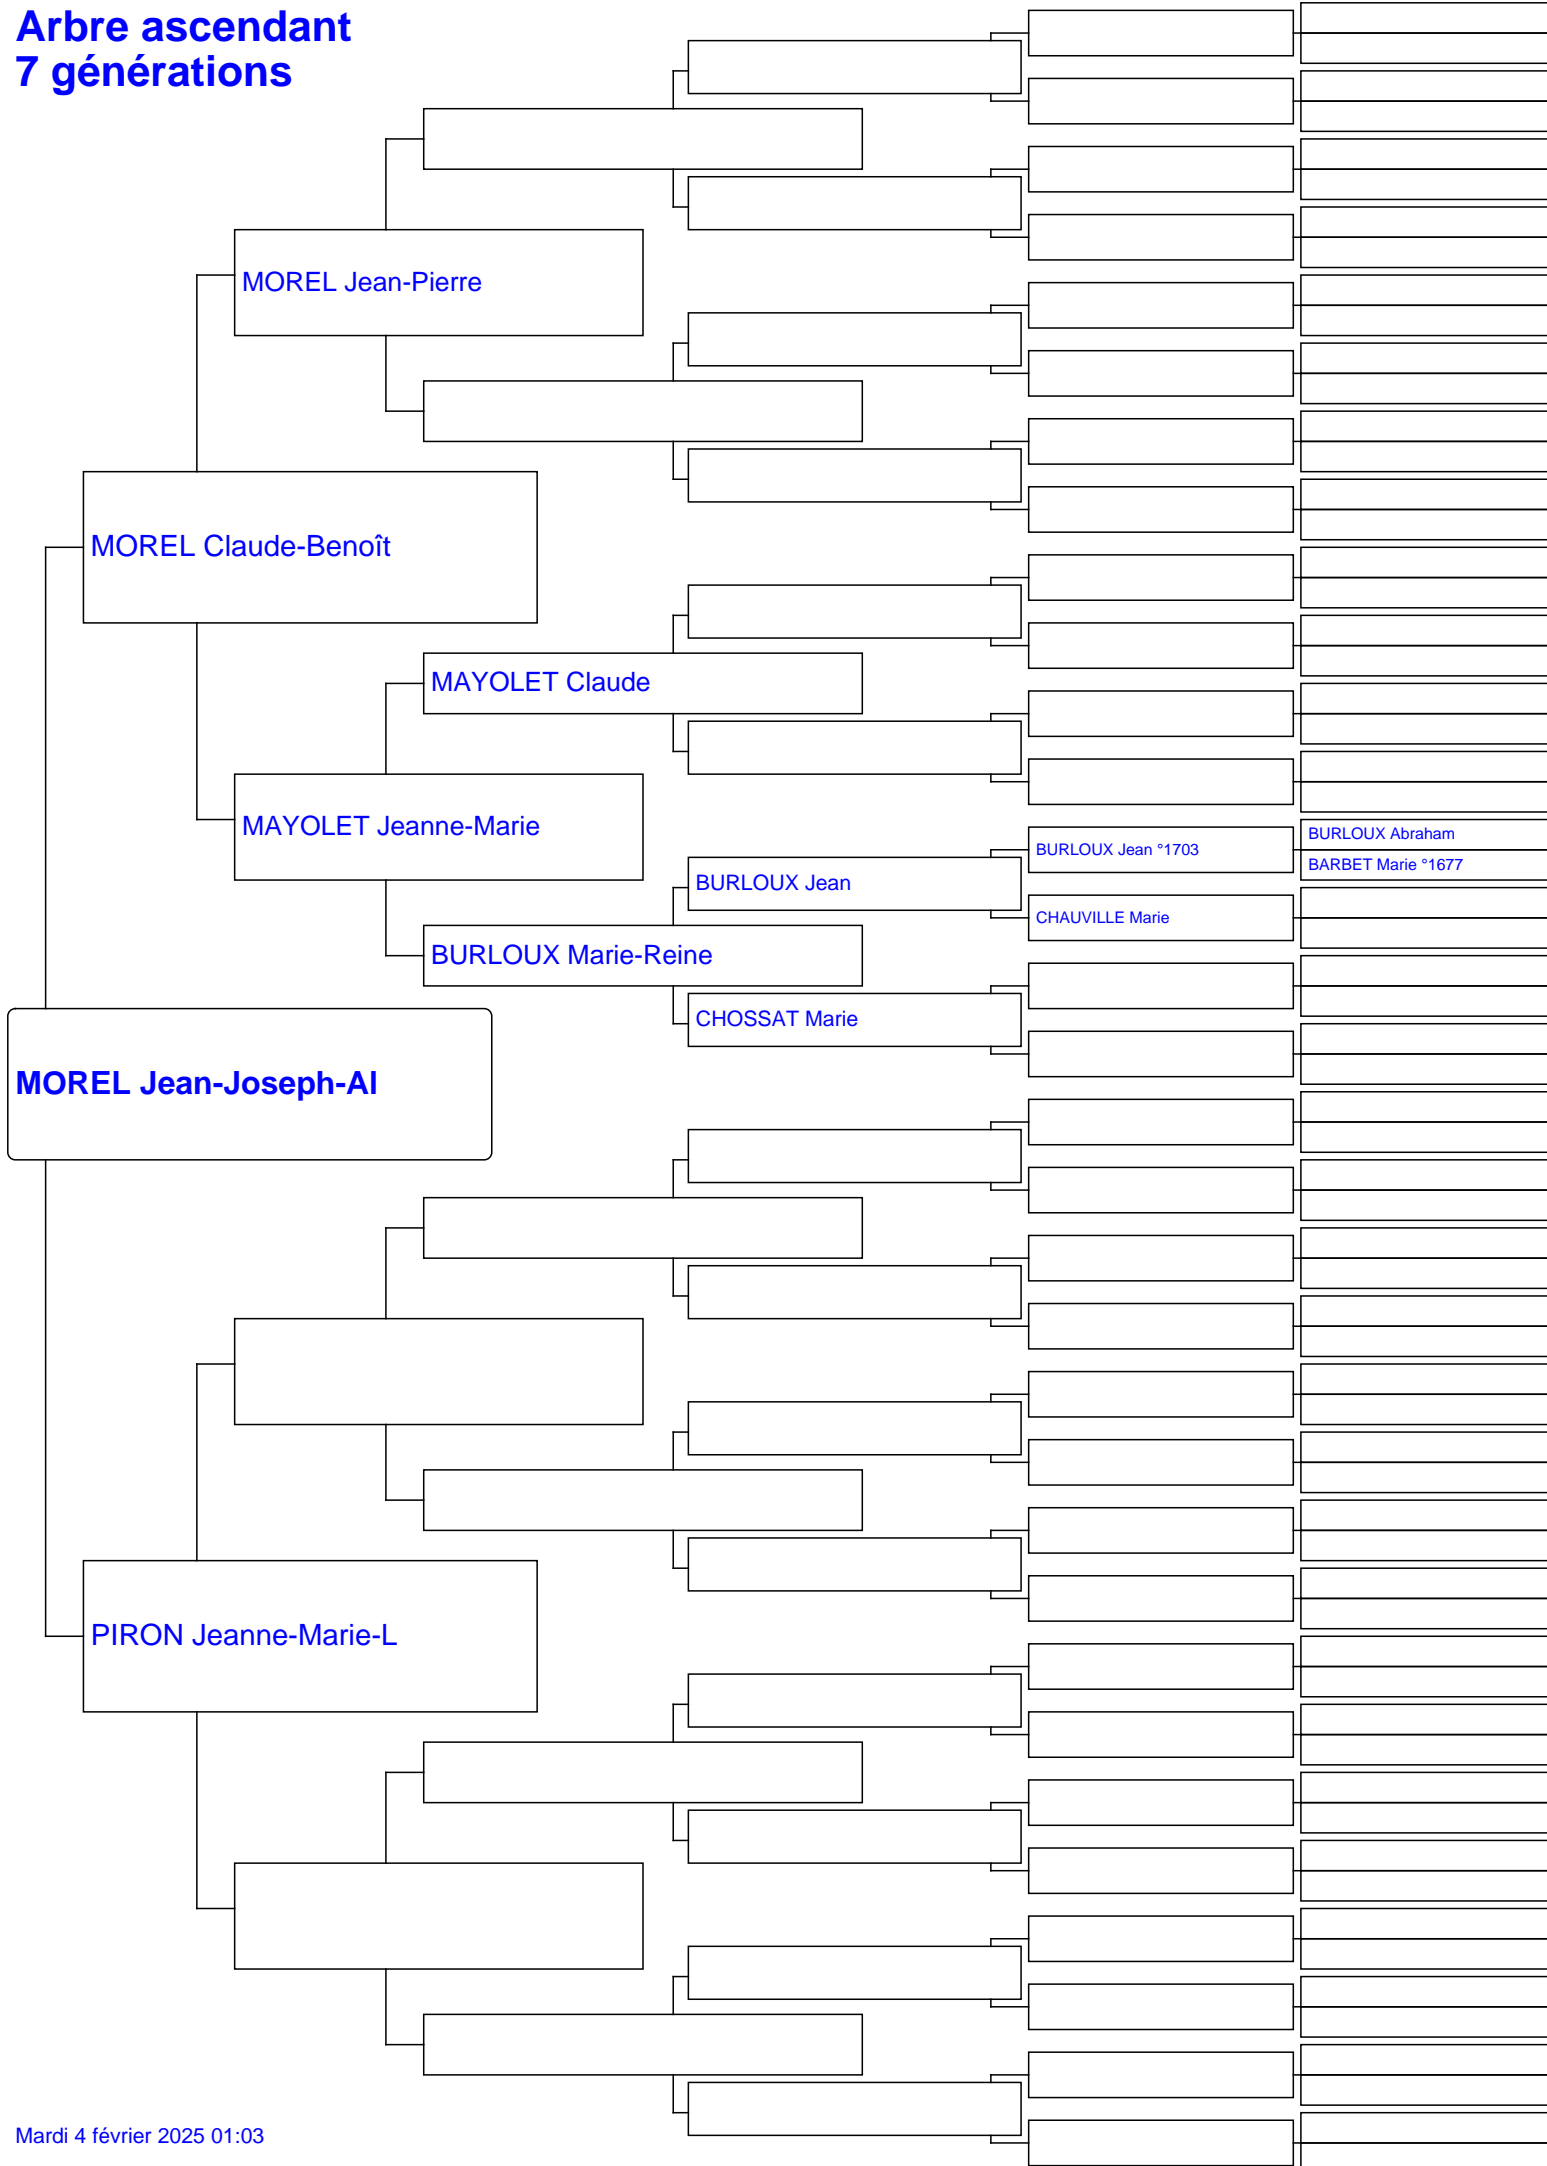 Arbre ascendant
7 générations
MOREL Jean-Pierre
MOREL Claude-Benoît
MAYOLET Claude
MAYOLET Jeanne-Marie
BURLOUX Abraham
BURLOUX Jean °1703
BARBET Marie °1677
BURLOUX Jean
CHAUVILLE Marie
BURLOUX Marie-Reine
CHOSSAT Marie
MOREL Jean-Joseph-Al
PIRON Jeanne-Marie-L
Mardi 4 février 2025 01:03